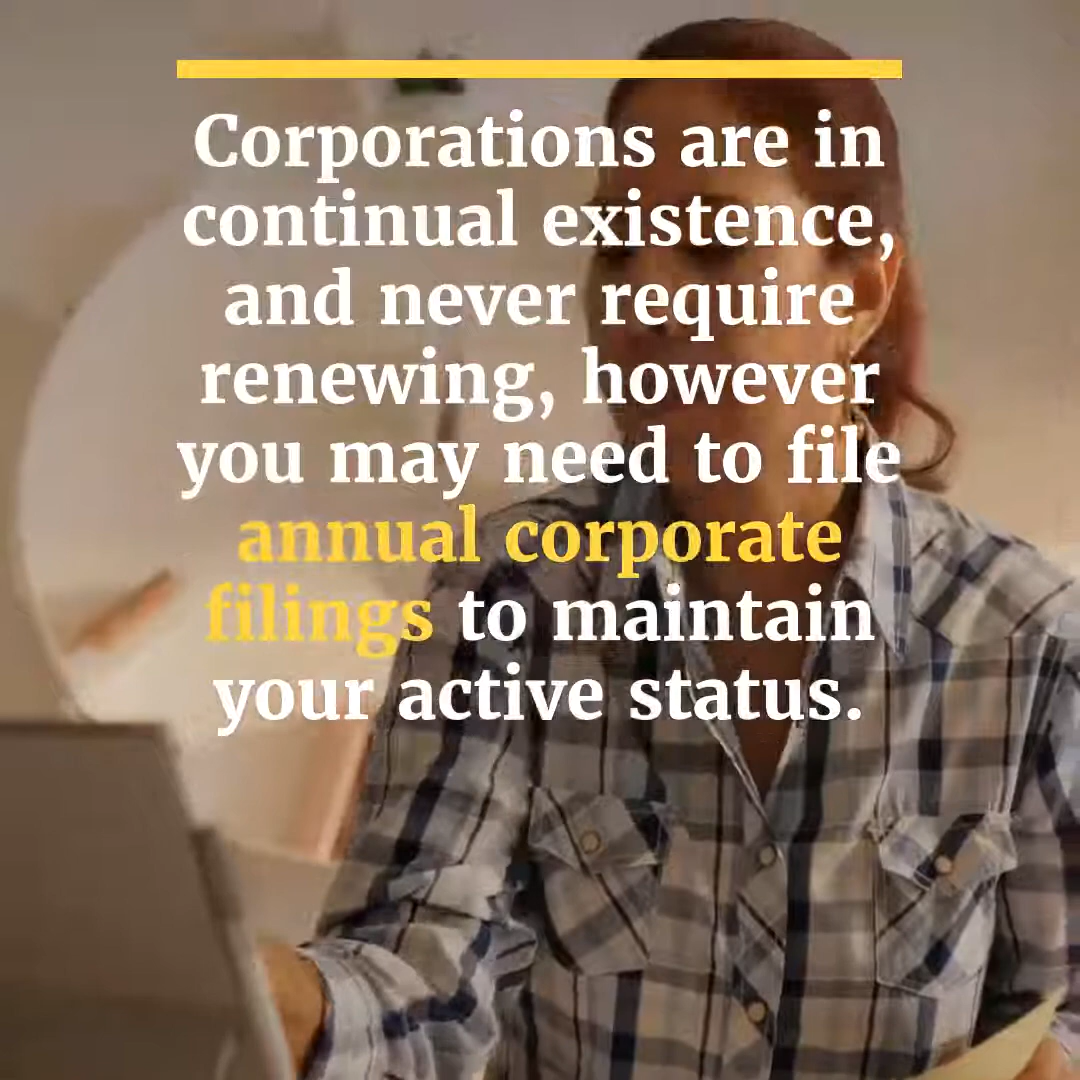 Corporations are in
continual existence,
and never require
renewing, however
you may need to file
annual corporate
filings to maintain
your active status.